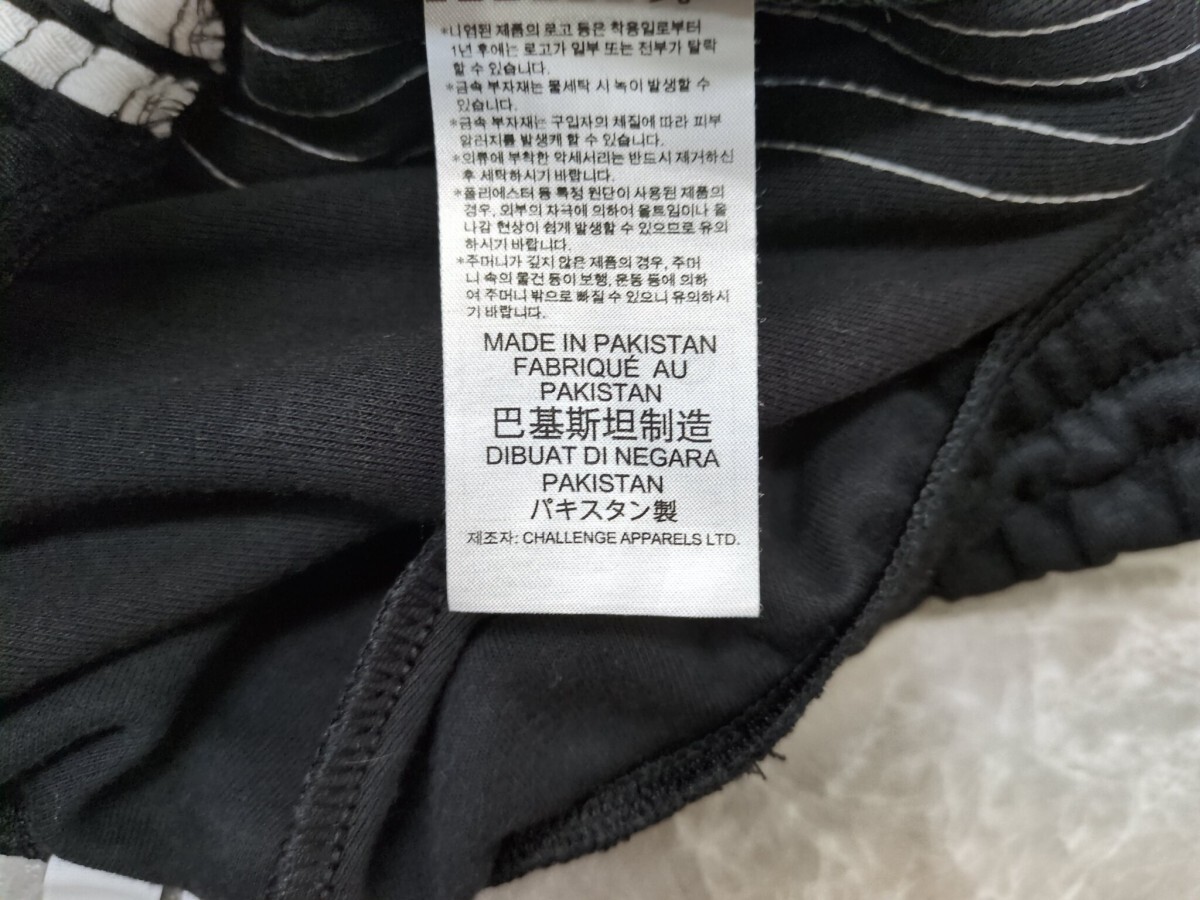 *나염된 제품의 로고 등은 착용일로부터
1년 후에는 로고가 일부 또는 전부가 탈락
할 수 있습니다.
*금속 부자재는 물세탁 시 녹이 발생할 수
있습니다.
*금속 부자재는 구입자의 체질에 따라 피부
알러지를 발생케 할 수 있습니다.
*의류에 부착한 악세서리는 반드시 제거하신
후 세탁하시기 바랍니다.
*폴리에스터 등 특정 원단이 사용된 제품의
경우, 외부의 자극에 의하여 올트임이나 올
나감 현상이 쉽게 발생할 수 있으므로 유의
하시기 바랍니다.
*주머니가 깊지 않은 제품의 경우, 주머
니 속의 물건 등이 보행, 운동 등에 의하
여 주머니 밖으로 빠질 수 있으니 유의하시
기 바랍니다.
MADE IN PAKISTAN
FABRIQUÉ AU
PAKISTAN
巴基斯坦制造
DIBUAT DI NEGARA
PAKISTAN
パキスタン製
제조자: CHALLENGE APPARELS LTD.